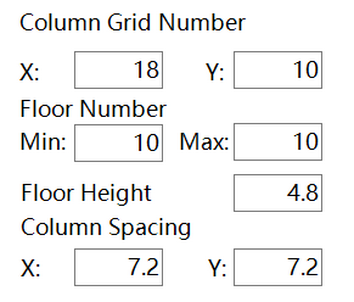 Column Grid Number
X: 18 Y: 10
Floor Number
Min: 10 Max: 10
Floor Height 4.8
Column Spacing
X: 7.2 Y: 7.2